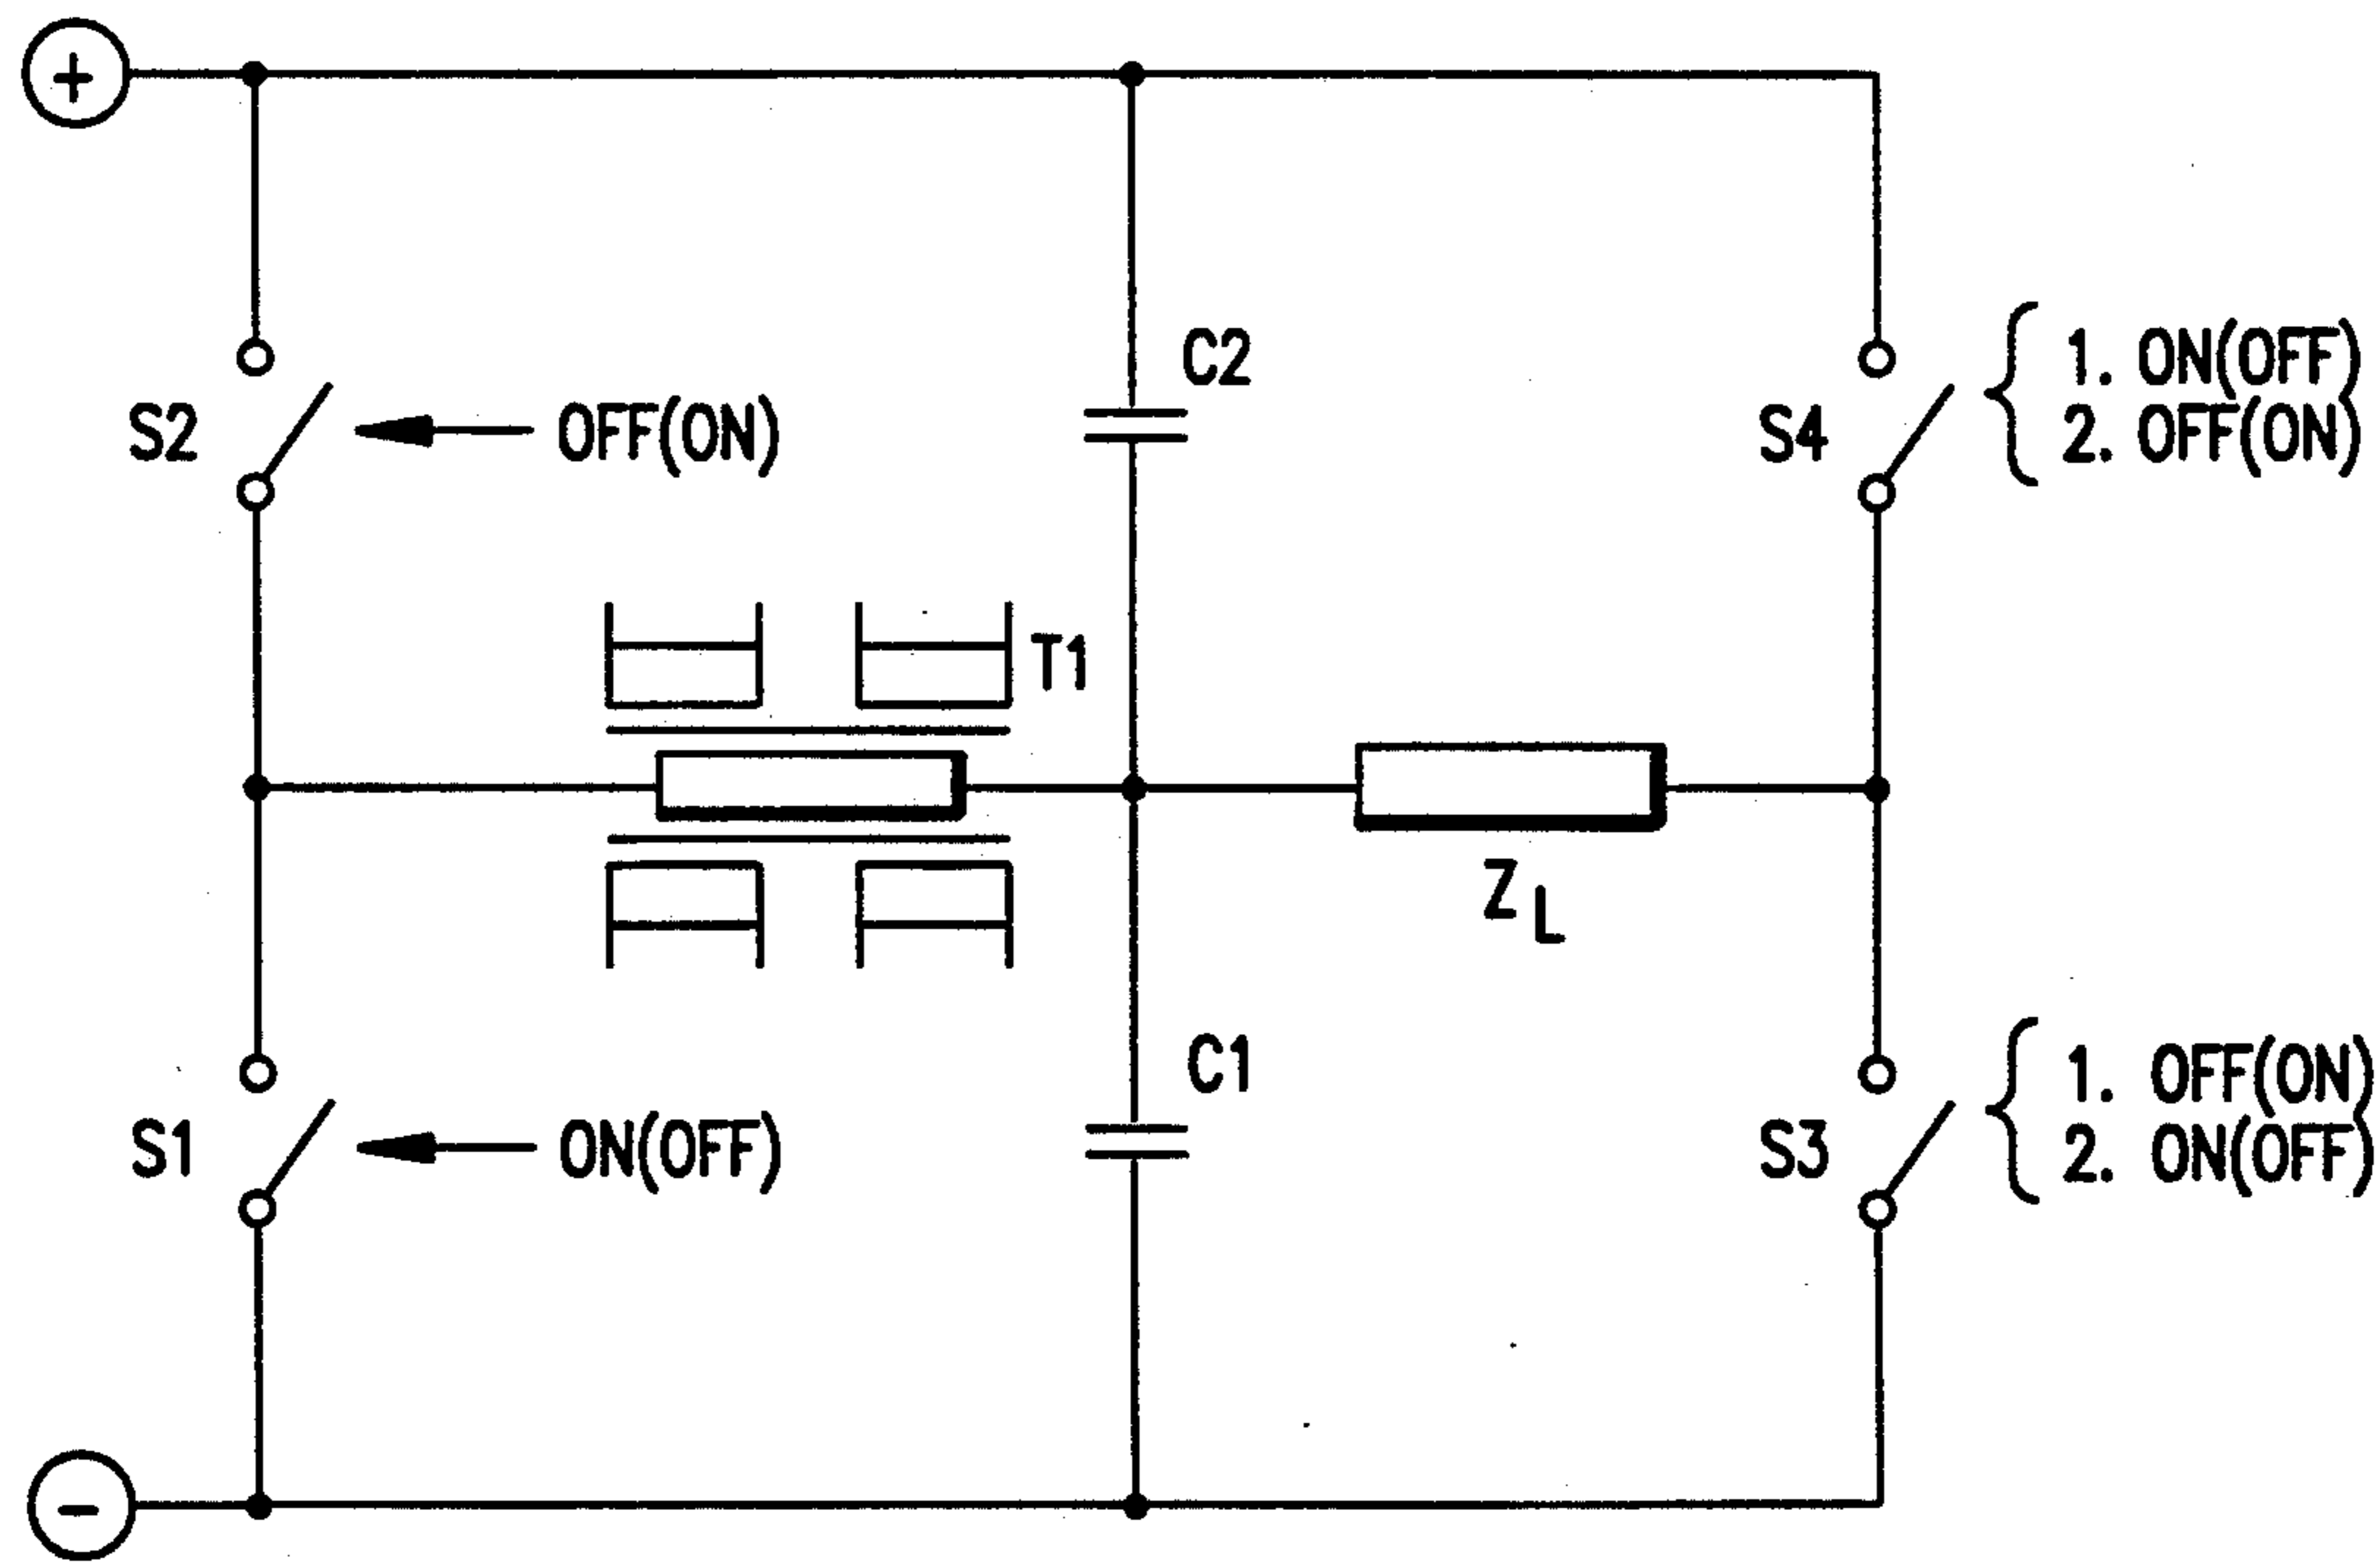 +
C2
S2
OFF(ON)
S4
1. ON(OFF)
2. OFF(ON)
T1
ZL
C1
S1
ON(OFF)
S3
1. OFF(ON)
2. ON(OFF)
-